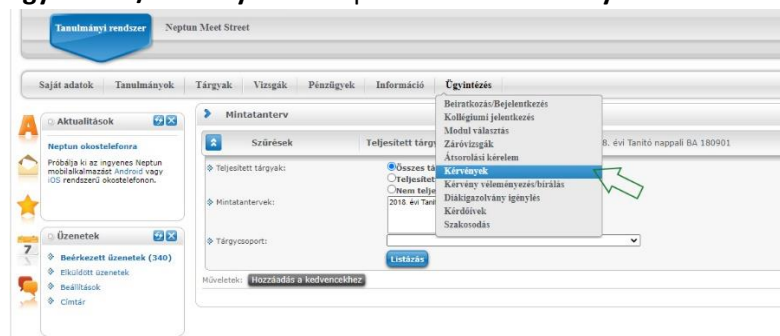 Tanulmányi rendszer Neptun Meet Street
Saját adatok Tanulmányok Tárgyak Vizsgák Pénzügyek Információ Ügyintézés
Beiratkozás/Bejelentkezés
Kollégiumi jelentkezés
Modul választás
Záróvizsgák
Átsorolási kérelem
Kérvények
Kérvény véleményezés/bírálás
Diákigazolvány igénylés
Kérdőívek
Szakosodás
Aktualitások
Neptun okostelefonra
Próbálja ki az ingyenes Neptun
mobilalkalmazást Android vagy
iOS rendszerű okostelefonon.
Üzenetek
Beérkezett üzenetek (340)
Elküldött üzenetek
Beállítások
Címtár
7
Mintatanterv
Szűrések Teljesített tárgy 8. évi Tanító nappali BA 180901
Teljesített tárgyak: Összes tá
Teljesítet
Nem telje
Mintatantervek: 2018. évi Taní
Tárgycsoport:
Listázás
Műveletek: Hozzáadás a kedvencekhez